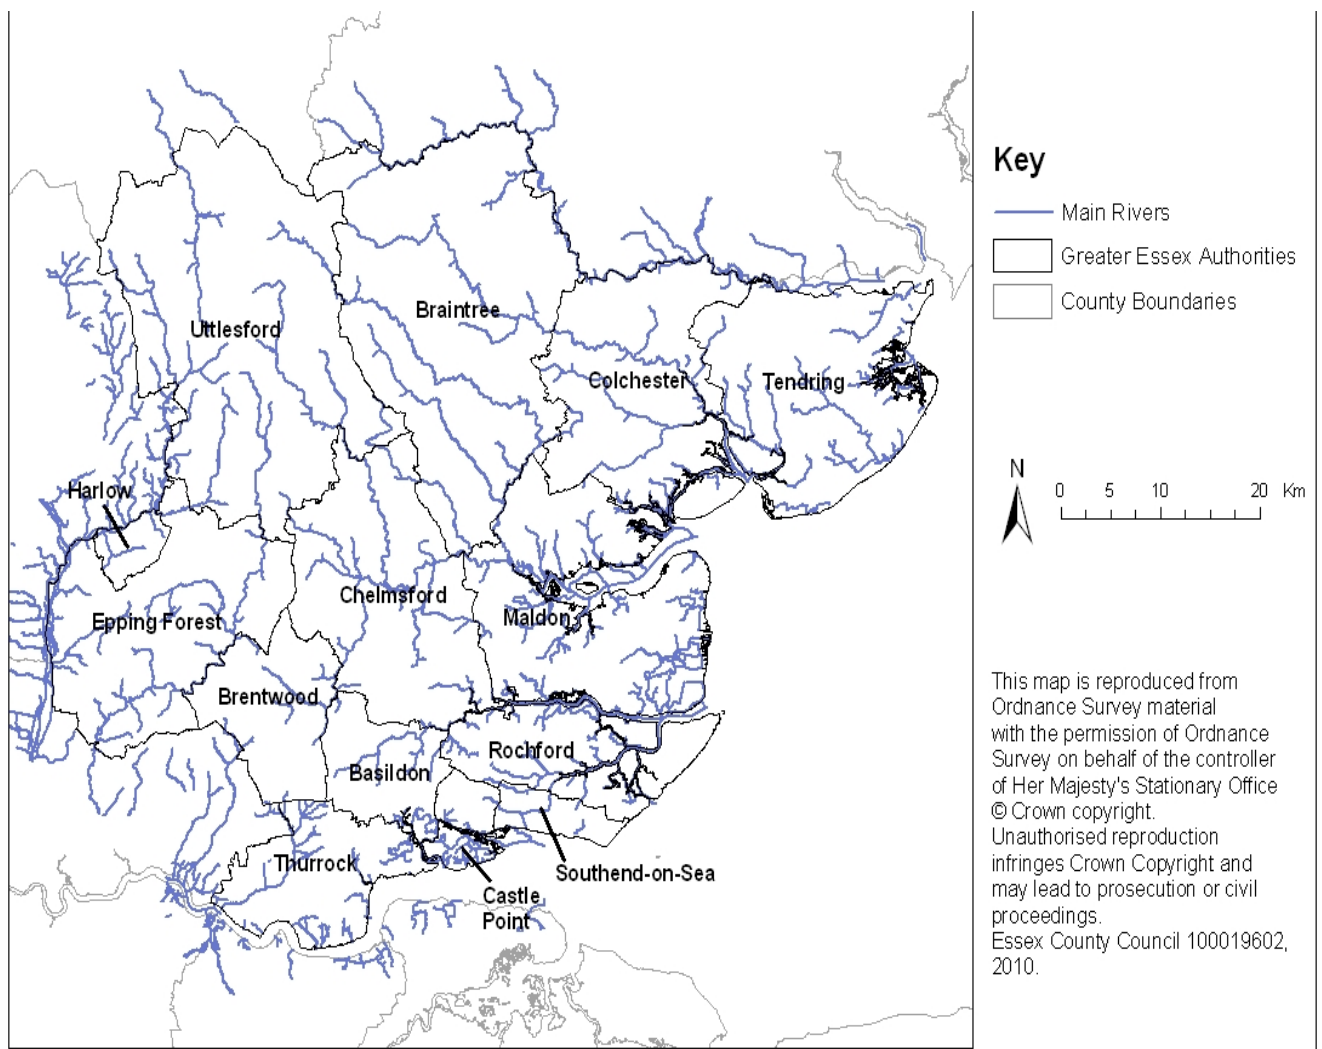 Uttlesford
Braintree
Colchester
Tendring
Harlow
Chelmsford
Maldon
Epping Forest
Brentwood
Rochford
Basildon
Thurrock
Southend-on-Sea
Castle
Point
Key
Main Rivers
Greater Essex Authorities
County Boundaries
N
0 5 10 20 Km
This map is reproduced from
Ordnance Survey material
with the permission of Ordnance
Survey on behalf of the controller
of Her Majesty's Stationary Office
© Crown copyright.
Unauthorised reproduction
infringes Crown Copyright and
may lead to prosecution or civil
proceedings.
Essex County Council 100019602,
2010.